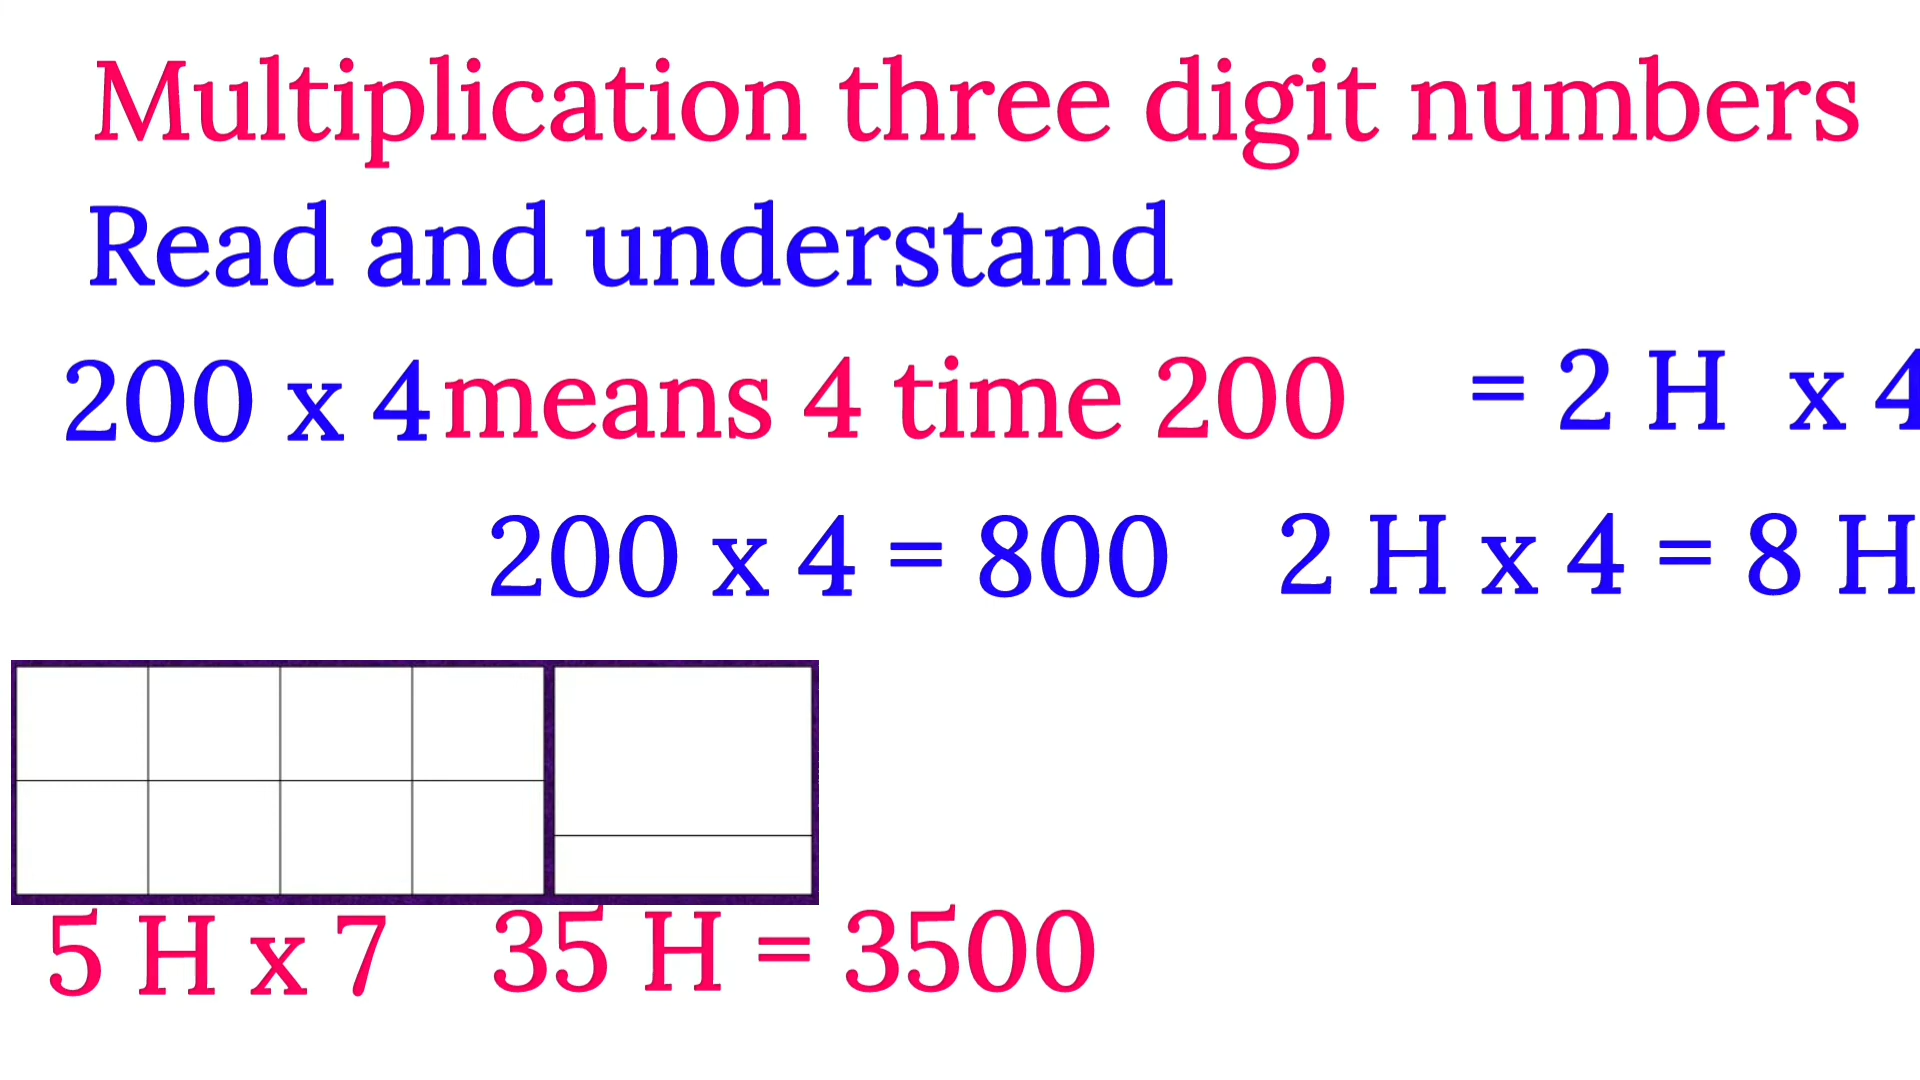 Multiplication three digit numbers
Read and understand
200 x 4 means 4 time 200 = 2 H x 4
200 x 4 = 800 2 H x 4 = 8 H
5 H x 7 35 H = 3500